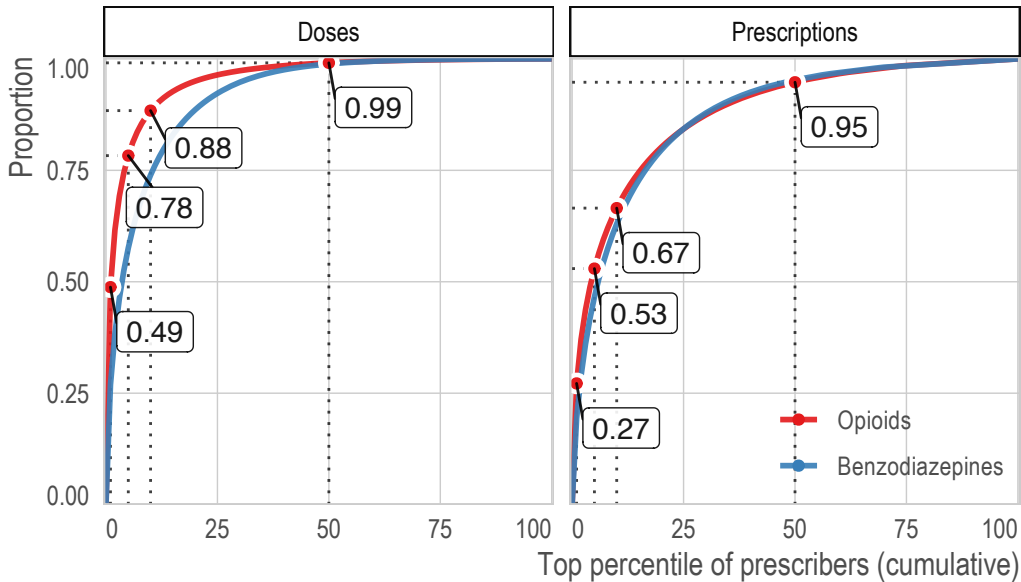 Doses
Prescriptions
Proportion
1.00
0.75
0.50
0.25
0.00
0.99
0.88
0.78
0.49
0.95
0.67
0.53
0.27
Opioids
Benzodiazepines
0 25 50 75 100
0 25 50 75 100
Top percentile of prescribers (cumulative)